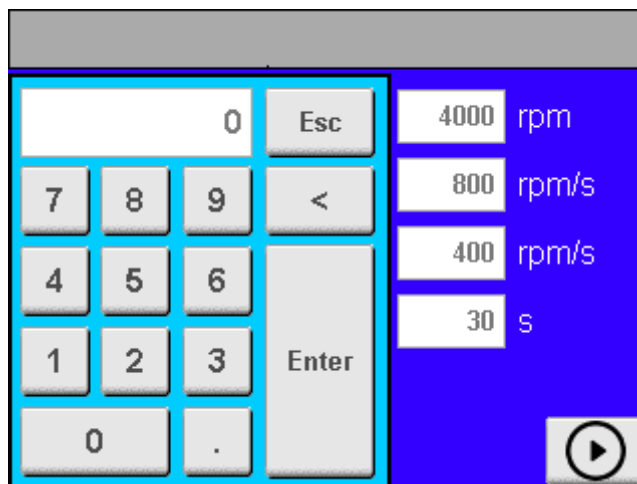 0 Esc 4000 rpm
7 8 9 < 800 rpm/s
4 5 6 400 rpm/s
1 2 3 Enter 30 s
0 .